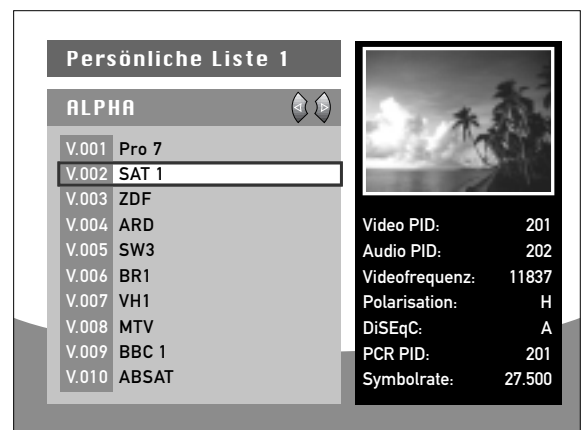 Persönliche Liste 1
ALPHA
V.001 Pro 7
V.002 SAT 1
V.003 ZDF
V.004 ARD
V.005 SW3
V.006 BR1
V.007 VH1
V.008 MTV
V.009 BBC 1
V.010 ABSAT
Video PID: 201
Audio PID: 202
Videofrequenz: 11837
Polarisation: H
DiSEqC: A
PCR PID: 201
Symbolrate: 27.500